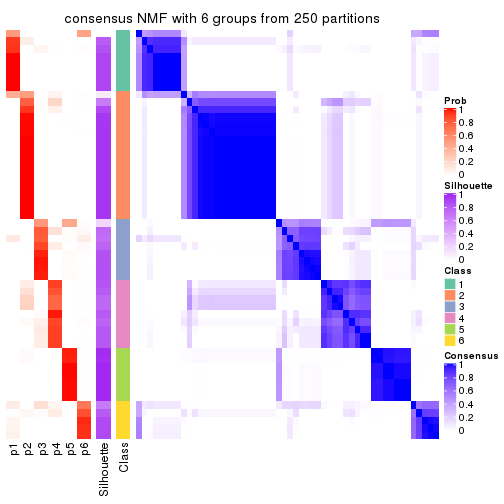 consensus NMF with 6 groups from 250 partitions
Prob
1
0.8
0.6
0.4
0.2
0
Silhouette
1
0.8
0.6
0.4
0.2
0
Class
1
2
3
4
5
6
Consensus
1
0.8
0.6
0.4
0.2
0
p1
p2
p3
p4
p5
p6
Silhouette
Class